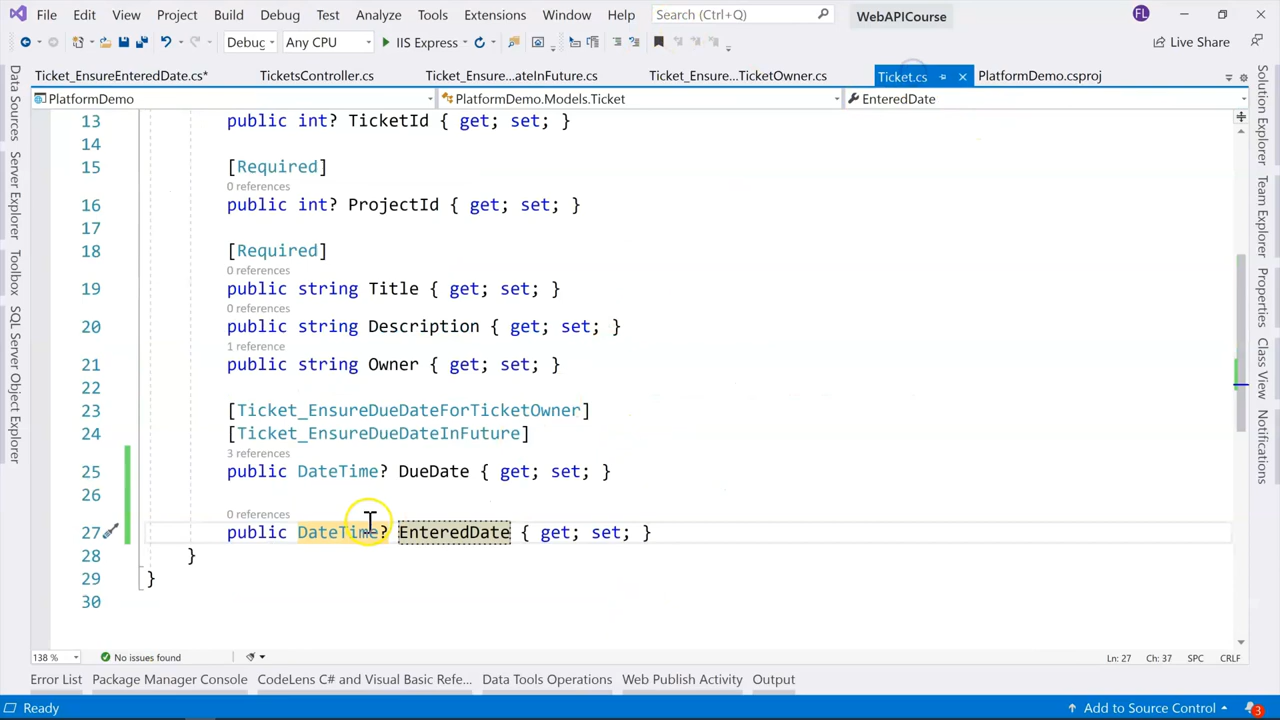 File Edit View Project Build Debug Test Analyze Tools Extensions Window Help Search (Ctrl+Q) WebAPICourse FL
Debug Any CPU IIS Express Live Share
Ticket_EnsureEnteredDate.cs* TicketsController.cs Ticket_Ensure...ateInFuture.cs Ticket_Ensure...TicketOwner.cs Ticket.cs PlatformDemo.csproj
PlatformDemo PlatformDemo.Models.Ticket EnteredDate
13 public int? TicketId { get; set; }
14
15 [Required]
0 references
16 public int? ProjectId { get; set; }
17
18 [Required]
0 references
19 public string Title { get; set; }
0 references
20 public string Description { get; set; }
1 reference
21 public string Owner { get; set; }
22
23 [Ticket_EnsureDueDateForTicketOwner]
24 [Ticket_EnsureDueDateInFuture]
3 references
25 public DateTime? DueDate { get; set; }
26
0 references
27 public DateTime? EnteredDate { get; set; }
28 }
29 }
30
138 % No issues found Ln: 27 Ch: 37 SPC CRLF
Error List Package Manager Console CodeLens C# and Visual Basic Refe... Data Tools Operations Web Publish Activity Output
Ready Add to Source Control 3
Data Sources
Server Explorer
Toolbox
SQL Server Object Explorer
Solution Explorer
Team Explorer
Properties
Class View
Notifications